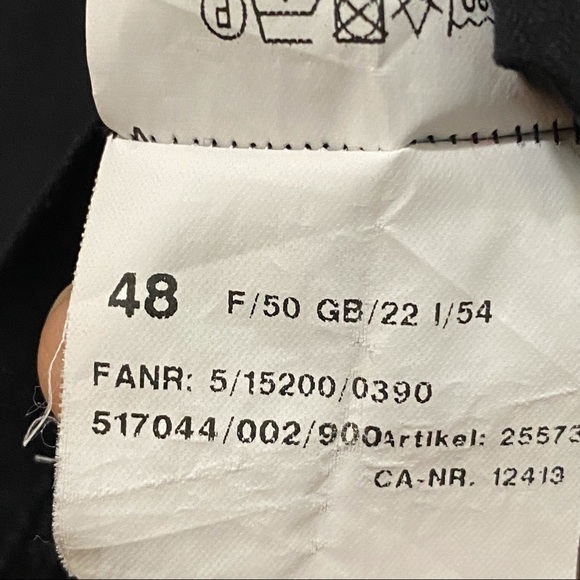 P
48 F/50 GB/22 I/54
FANR: 5/15200/0390
517044/002/900Artikel: 25573
CA-NR. 12413